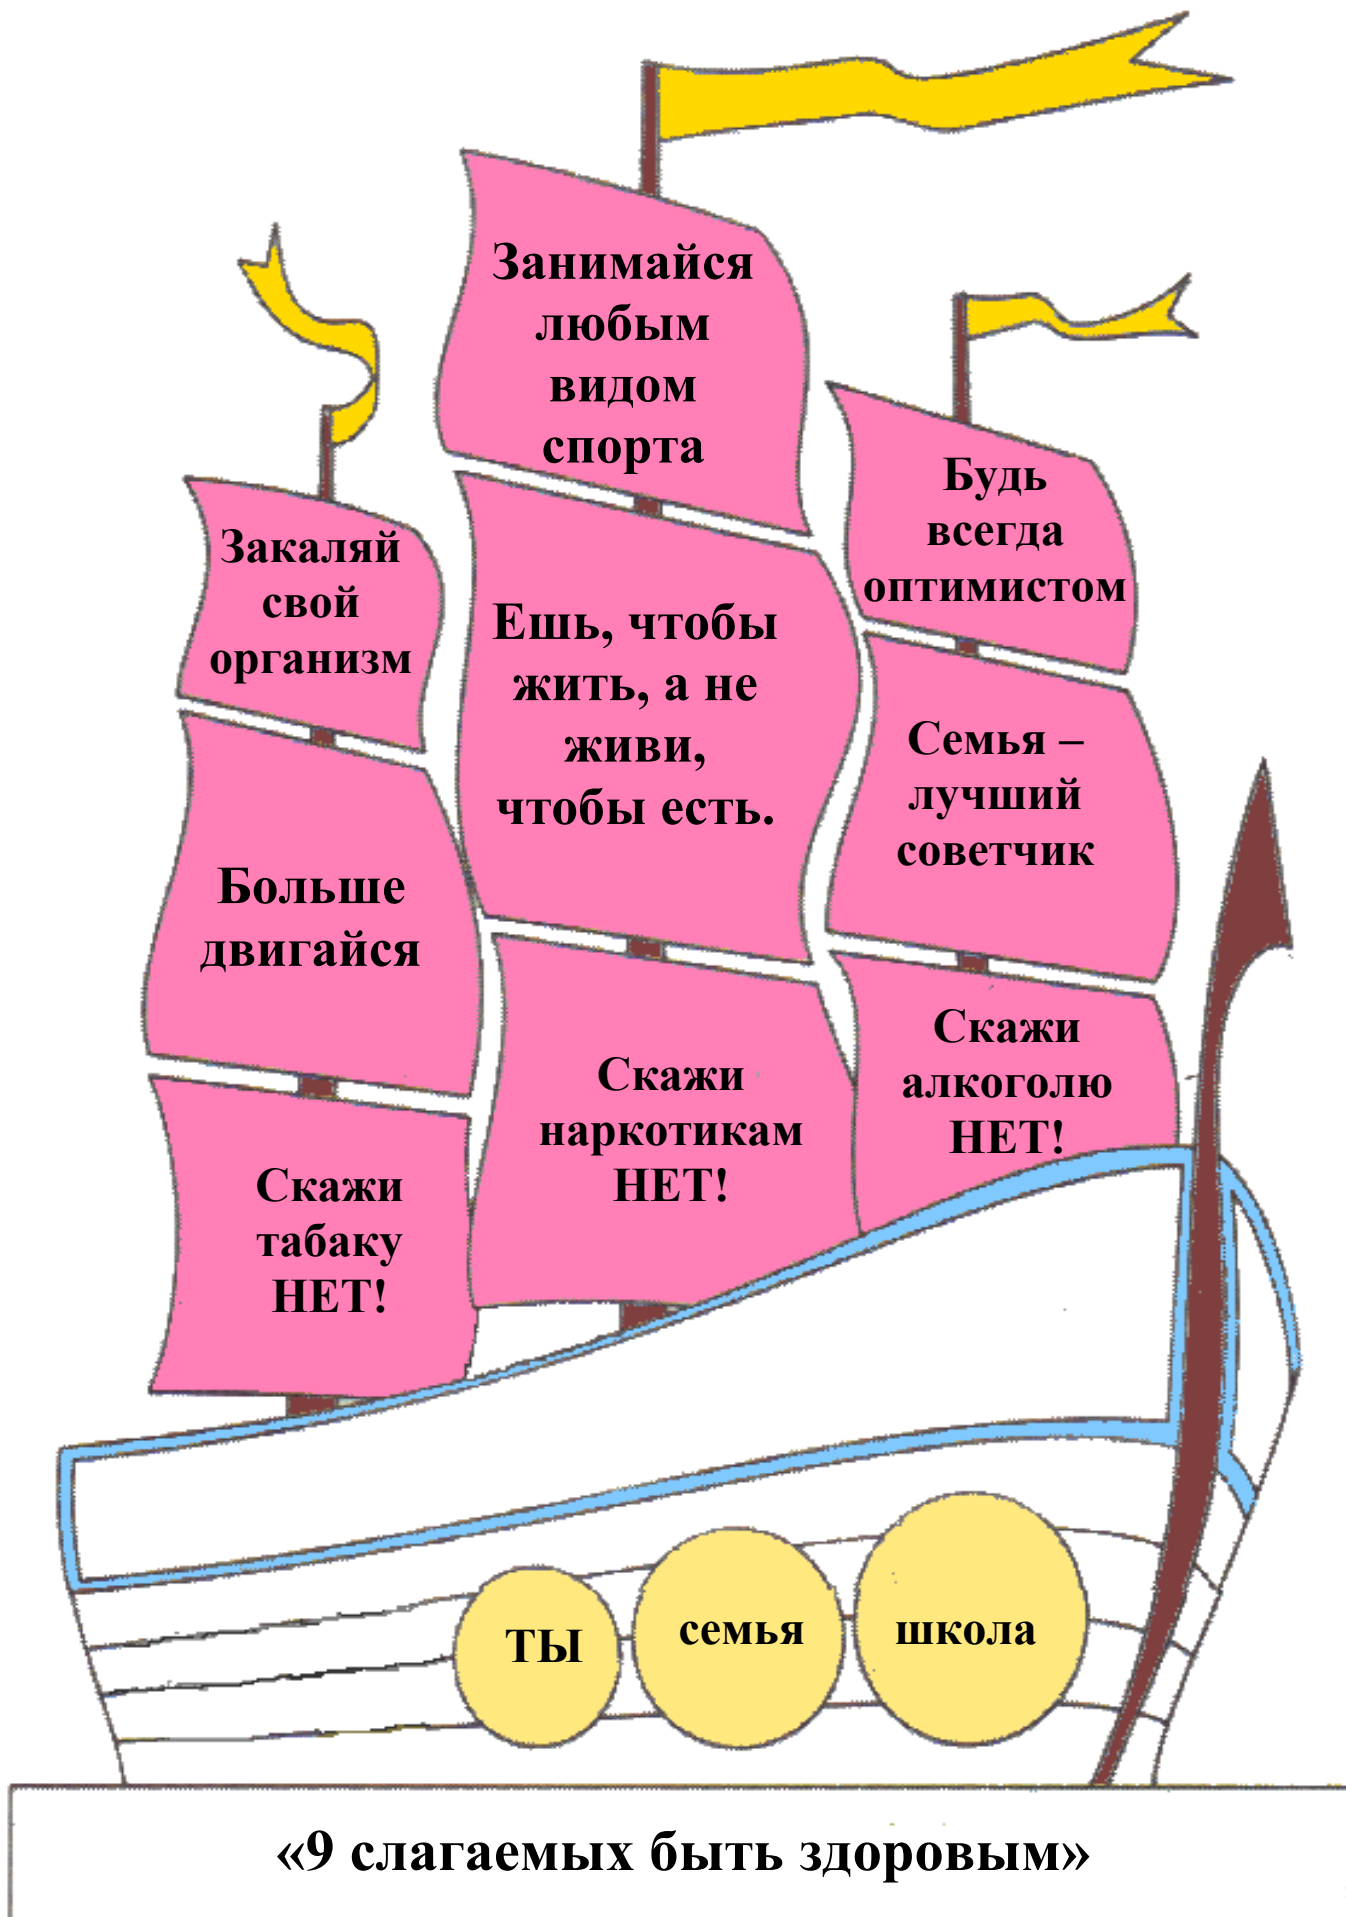 Занимайся
любым
видом
спорта
Закаляй
свой
организм
Будь
всегда
оптимистом
Ешь, чтобы
жить, а не
живи,
чтобы есть.
Семья –
лучший
советчик
Больше
двигайся
Скажи
табаку
НЕТ!
Скажи
наркотикам
НЕТ!
Скажи
алкоголю
НЕТ!
ТЫ
семья
школа
«9 слагаемых быть здоровым»